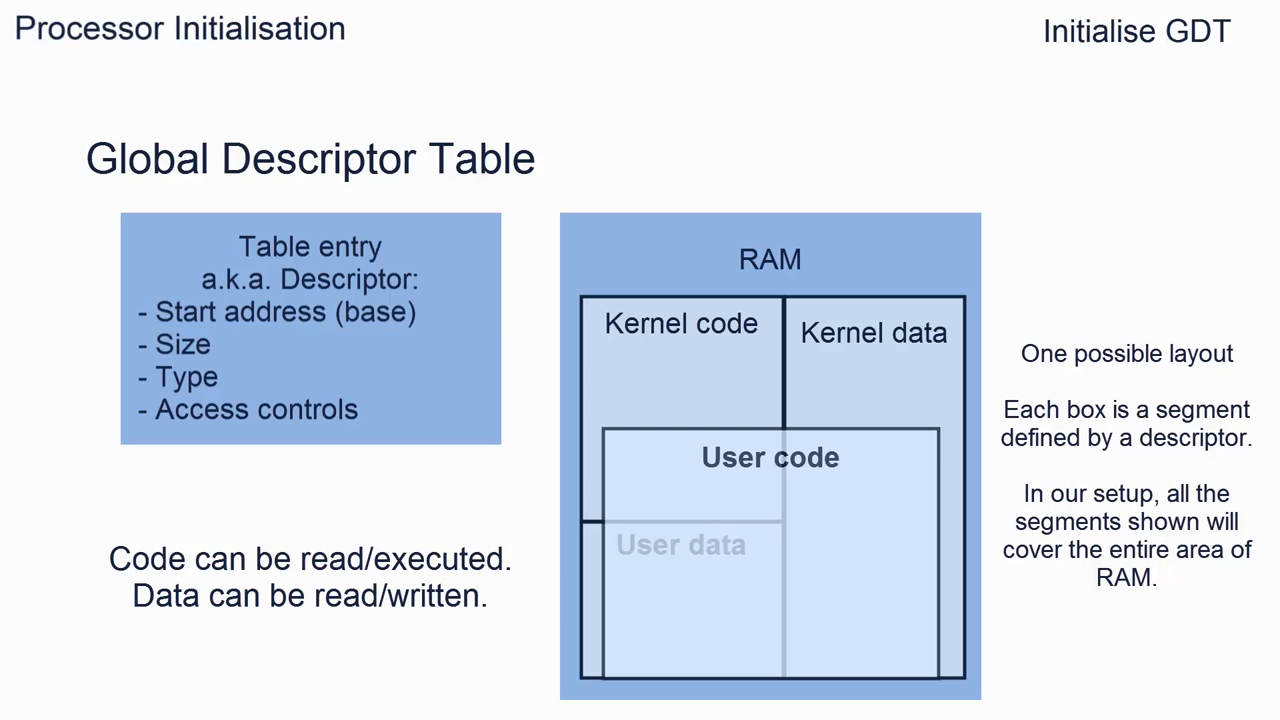 Processor Initialisation
Initialise GDT
Global Descriptor Table
Table entry
a.k.a. Descriptor:
- Start address (base)
- Size
- Type
- Access controls
Code can be read/executed.
Data can be read/written.
RAM
Kernel code
Kernel data
User code
User data
One possible layout
Each box is a segment
defined by a descriptor.
In our setup, all the
segments shown will
cover the entire area of
RAM.